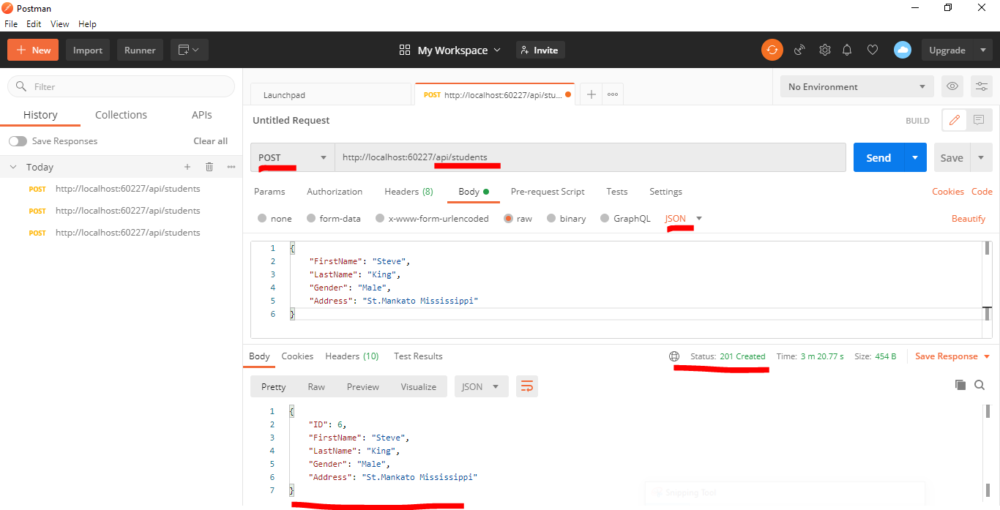 Postman
File Edit View Help
New Import Runner My Workspace Invite Upgrade
Filter
History Collections APIs
Save Responses Clear all
Today
POST http://localhost:60227/api/students
POST http://localhost:60227/api/students
POST http://localhost:60227/api/students
Launchpad POST http://localhost:60227/api/stu... No Environment
Untitled Request BUILD
POST http://localhost:60227/api/students Send Save
Params Authorization Headers (8) Body Pre-request Script Tests Settings Cookies Code
none form-data x-www-form-urlencoded raw binary GraphQL JSON Beautify
1 {
2 "FirstName": "Steve",
3 "LastName": "King",
4 "Gender": "Male",
5 "Address": "St.Mankato Mississippi"
6 }
Body Cookies Headers (10) Test Results Status: 201 Created Time: 3 m 20.77 s Size: 454 B Save Response
Pretty Raw Preview Visualize JSON
1 {
2 "ID": 6,
3 "FirstName": "Steve",
4 "LastName": "King",
5 "Gender": "Male",
6 "Address": "St.Mankato Mississippi"
7 }
Snipping Tool